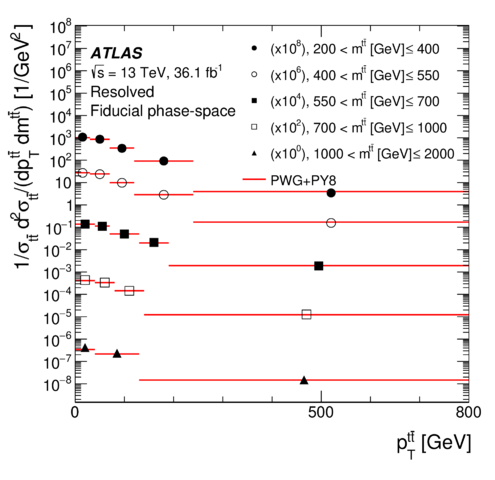 ATLAS
√s = 13 TeV, 36.1 fb⁻¹
Resolved
Fiducial phase-space
(x10⁸), 200 < m^{tt̄} [GeV] ≤ 400
(x10⁶), 400 < m^{tt̄} [GeV] ≤ 550
(x10⁴), 550 < m^{tt̄} [GeV] ≤ 700
(x10²), 700 < m^{tt̄} [GeV] ≤ 1000
(x10⁰), 1000 < m^{tt̄} [GeV] ≤ 2000
PWG+PY8
1/σ_{tt̄} d²σ_{tt̄}/(dp_T^{tt̄} dm^{tt̄}) [1/GeV²]
10⁸
10⁷
10⁶
10⁵
10⁴
10³
10²
10
1
10⁻¹
10⁻²
10⁻³
10⁻⁴
10⁻⁵
10⁻⁶
10⁻⁷
10⁻⁸
0 500 800
p_T^{tt̄} [GeV]